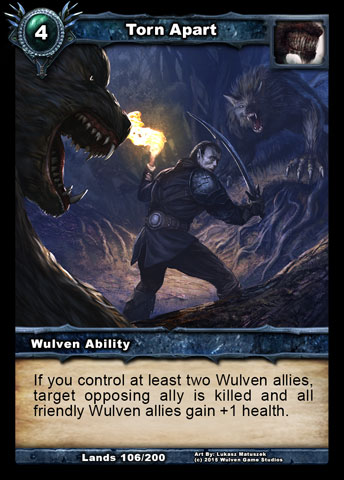 4
Torn Apart
Wulven Ability
If you control at least two Wulven allies,
target opposing ally is killed and all
friendly Wulven allies gain +1 health.
Lands 106/200
Art By: Lukasz Matuszek
(c) 2015 Wulven Game Studios